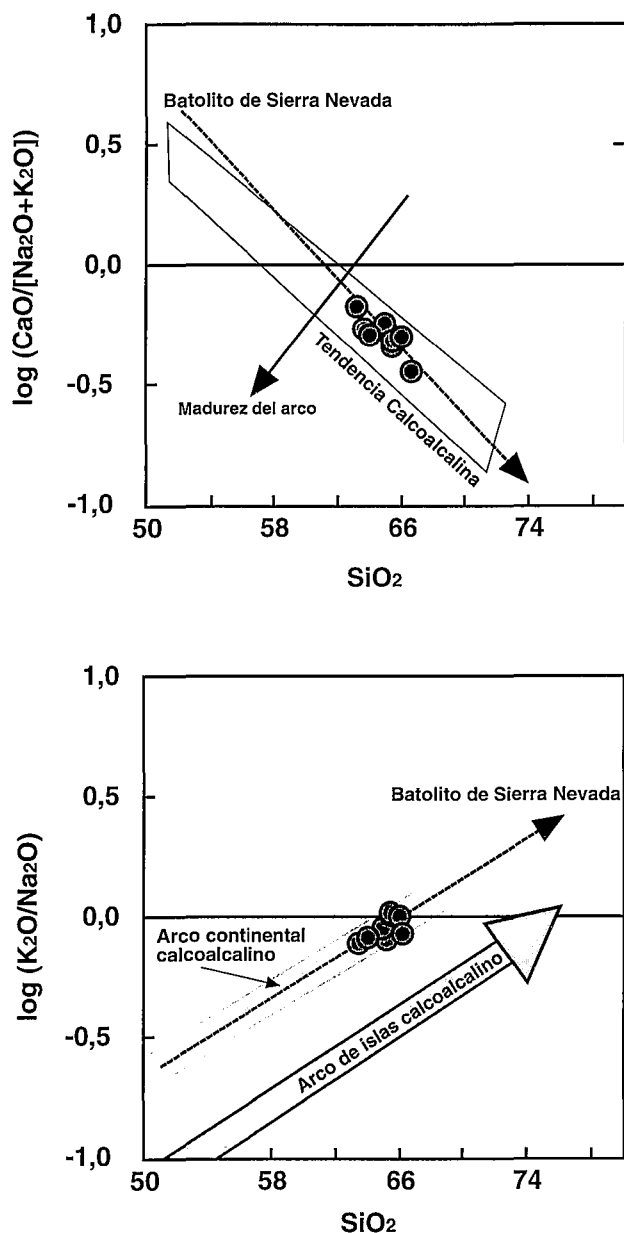 1,0
Batolito de Sierra Nevada
0,5
log (CaO/[Na2O+K2O])
0,0
Tendencia Calcoalcalina
-0,5
Madurez del arco
-1,0
50 58 66 74
SiO2
1,0
0,5
Batolito de Sierra Nevada
log (K2O/Na2O)
0,0
Arco continental
calcoalcalino
Arco de islas calcoalcalino
-0,5
-1,0
50 58 66 74
SiO2